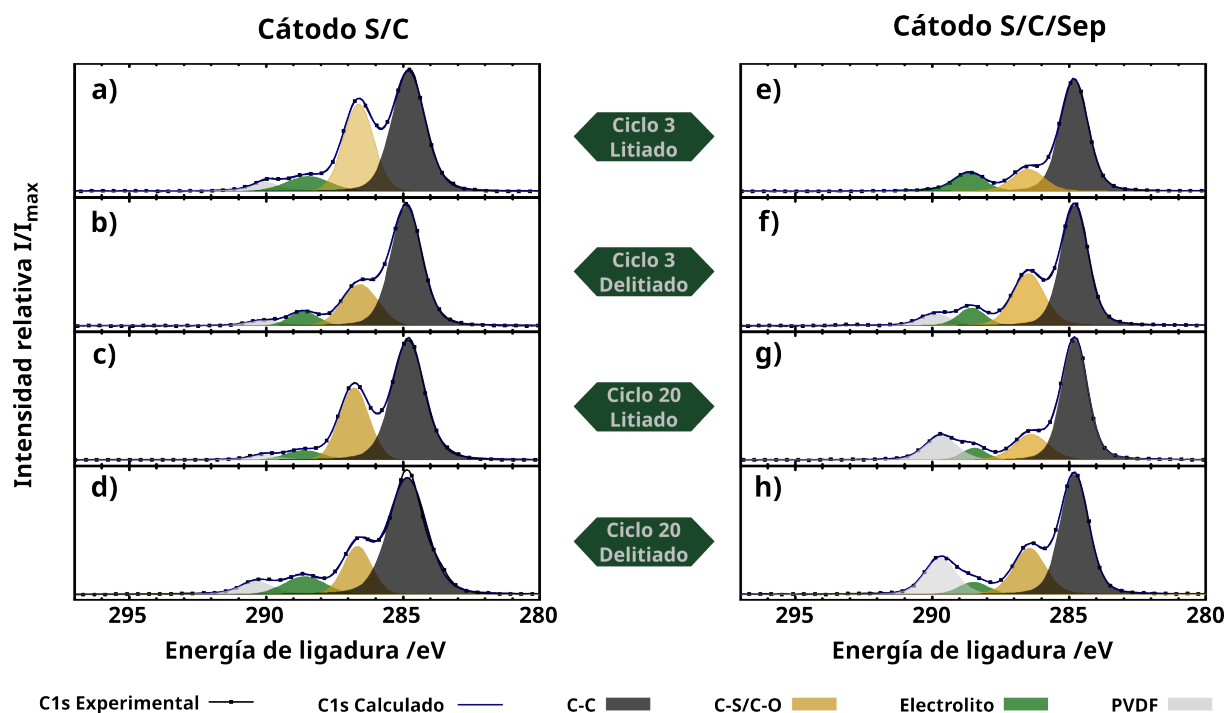 Cátodo S/C
Cátodo S/C/Sep
Intensidad relativa I/Imax
a)
b)
c)
d)
Ciclo 3
Litiado
Ciclo 3
Delitiado
Ciclo 20
Litiado
Ciclo 20
Delitiado
e)
f)
g)
h)
295 290 285 280
295 290 285 280
Energía de ligadura /eV
Energía de ligadura /eV
C1s Experimental C1s Calculado C-C C-S/C-O Electrolito PVDF